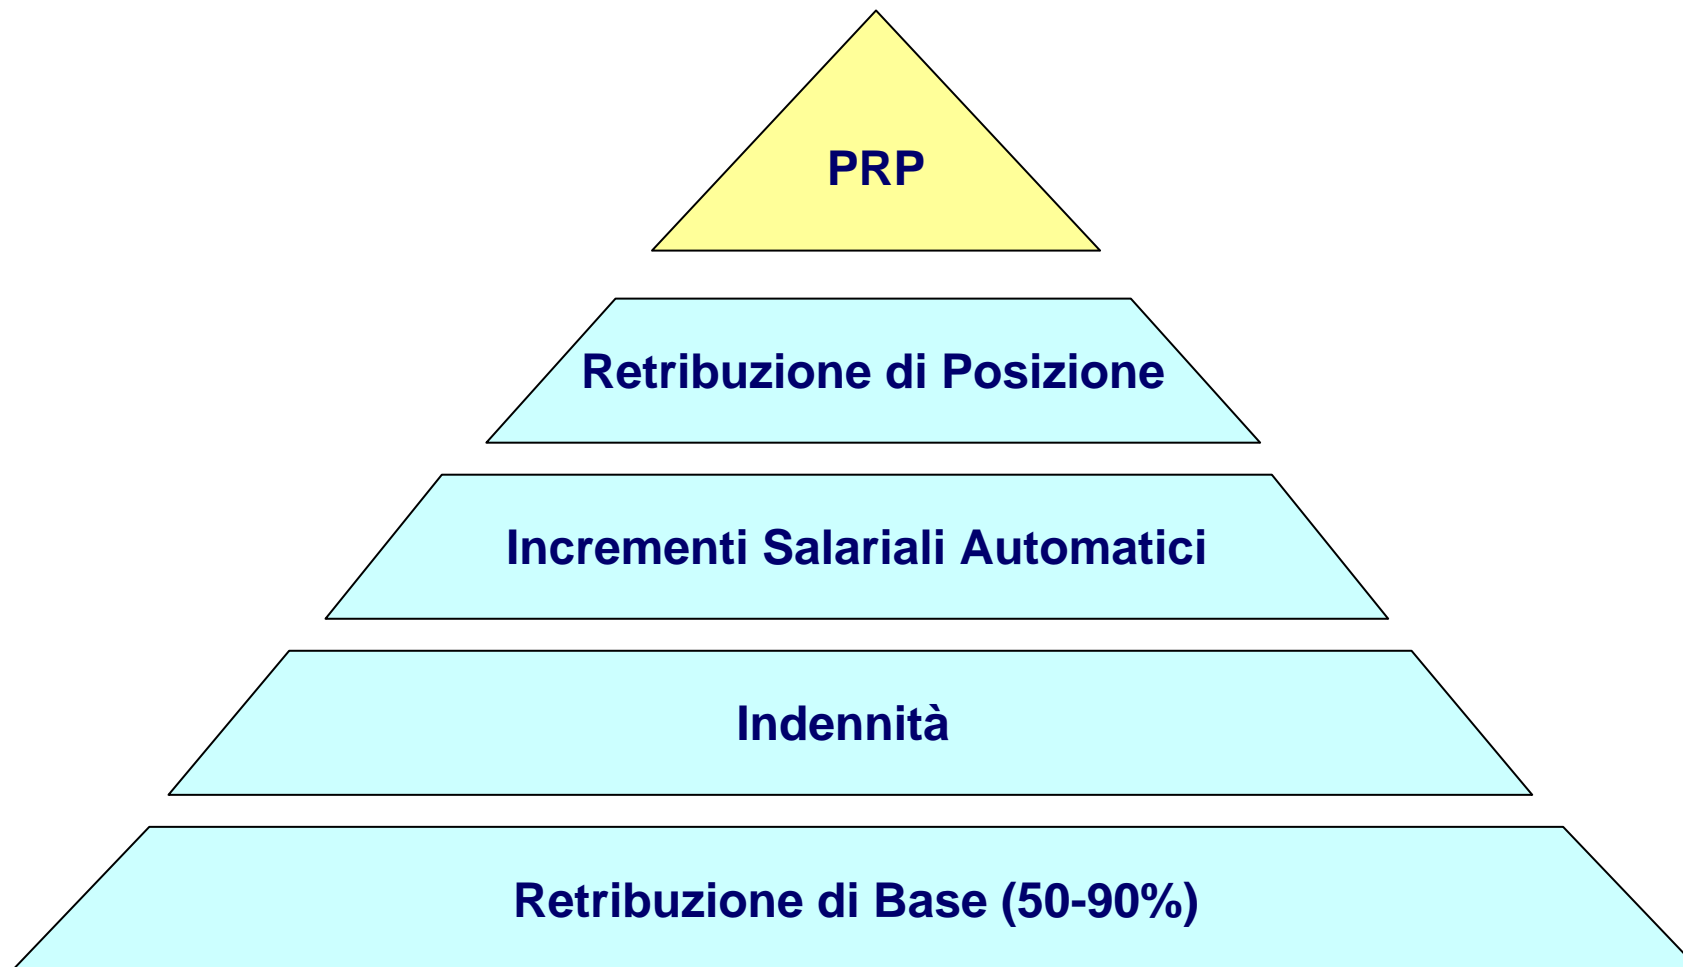 PRP
Retribuzione di Posizione
Incrementi Salariali Automatici
Indennità
Retribuzione di Base (50-90%)